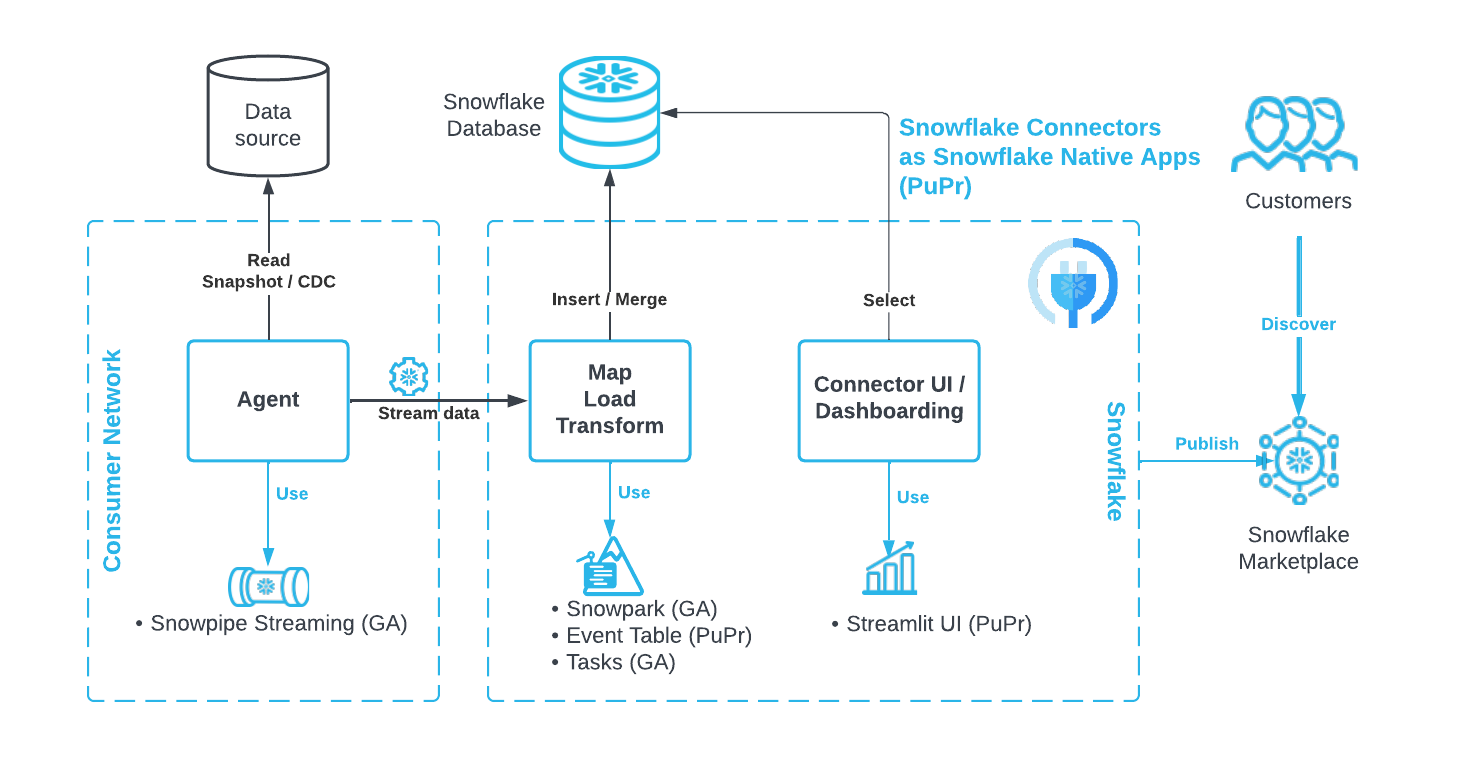 Data
source
Snowflake
Database
Snowflake Connectors
as Snowflake Native Apps
(PuPr)
Customers
Read
Snapshot / CDC
Insert / Merge
Select
Discover
Consumer Network
Agent
Stream data
Map
Load
Transform
Connector UI /
Dashboarding
Snowflake
Publish
Use
Use
Use
Snowflake
Marketplace
• Snowpipe Streaming (GA)
• Snowpark (GA)
• Event Table (PuPr)
• Tasks (GA)
• Streamlit UI (PuPr)